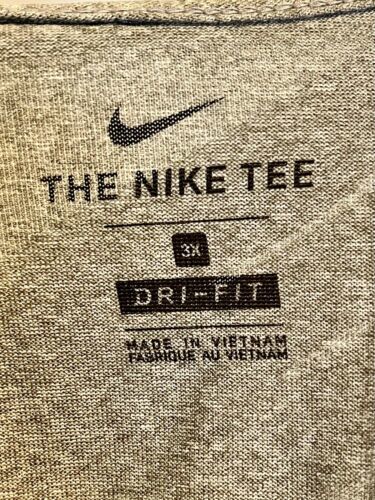 THE NIKE TEE
3X
DRI-FIT
MADE IN VIETNAM
FABRIQUE AU VIETNAM